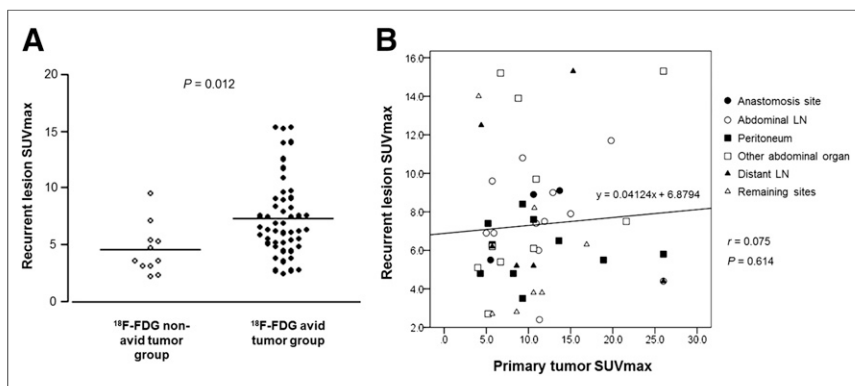 A
Recurrent lesion SUVmax
20
15
10
5
0
P = 0.012
¹⁸F-FDG non-
avid tumor
group
¹⁸F-FDG avid
tumor group
B
Recurrent lesion SUVmax
16.0
14.0
12.0
10.0
8.0
6.0
4.0
2.0
.0
5.0
10.0
15.0
20.0
25.0
30.0
Primary tumor SUVmax
y = 0.04124x + 6.8794
Anastomosis site
Abdominal LN
Peritoneum
Other abdominal organ
Distant LN
Remaining sites
r = 0.075
P = 0.614